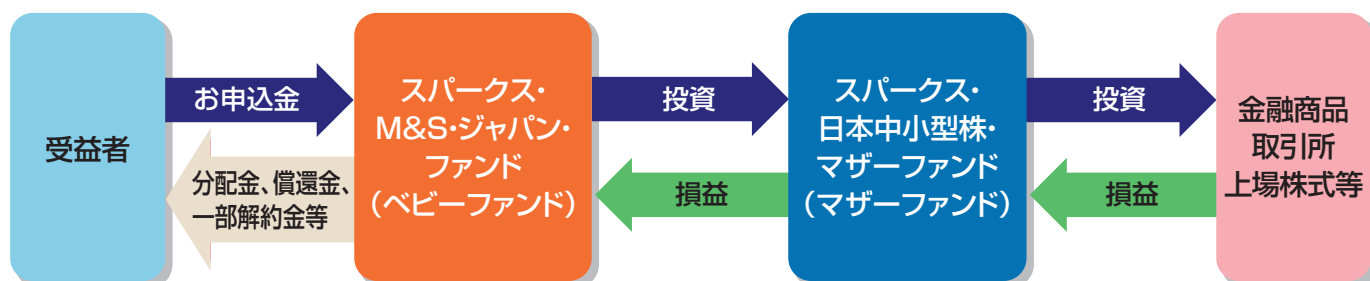 受益者
お申込金
分配金、償還金、
一部解約金等
スパークス・
M&S・ジャパン・
ファンド
(ベビーファンド)
投資
損益
スパークス・
日本中小型株・
マザーファンド
(マザーファンド)
投資
損益
金融商品
取引所
上場株式等